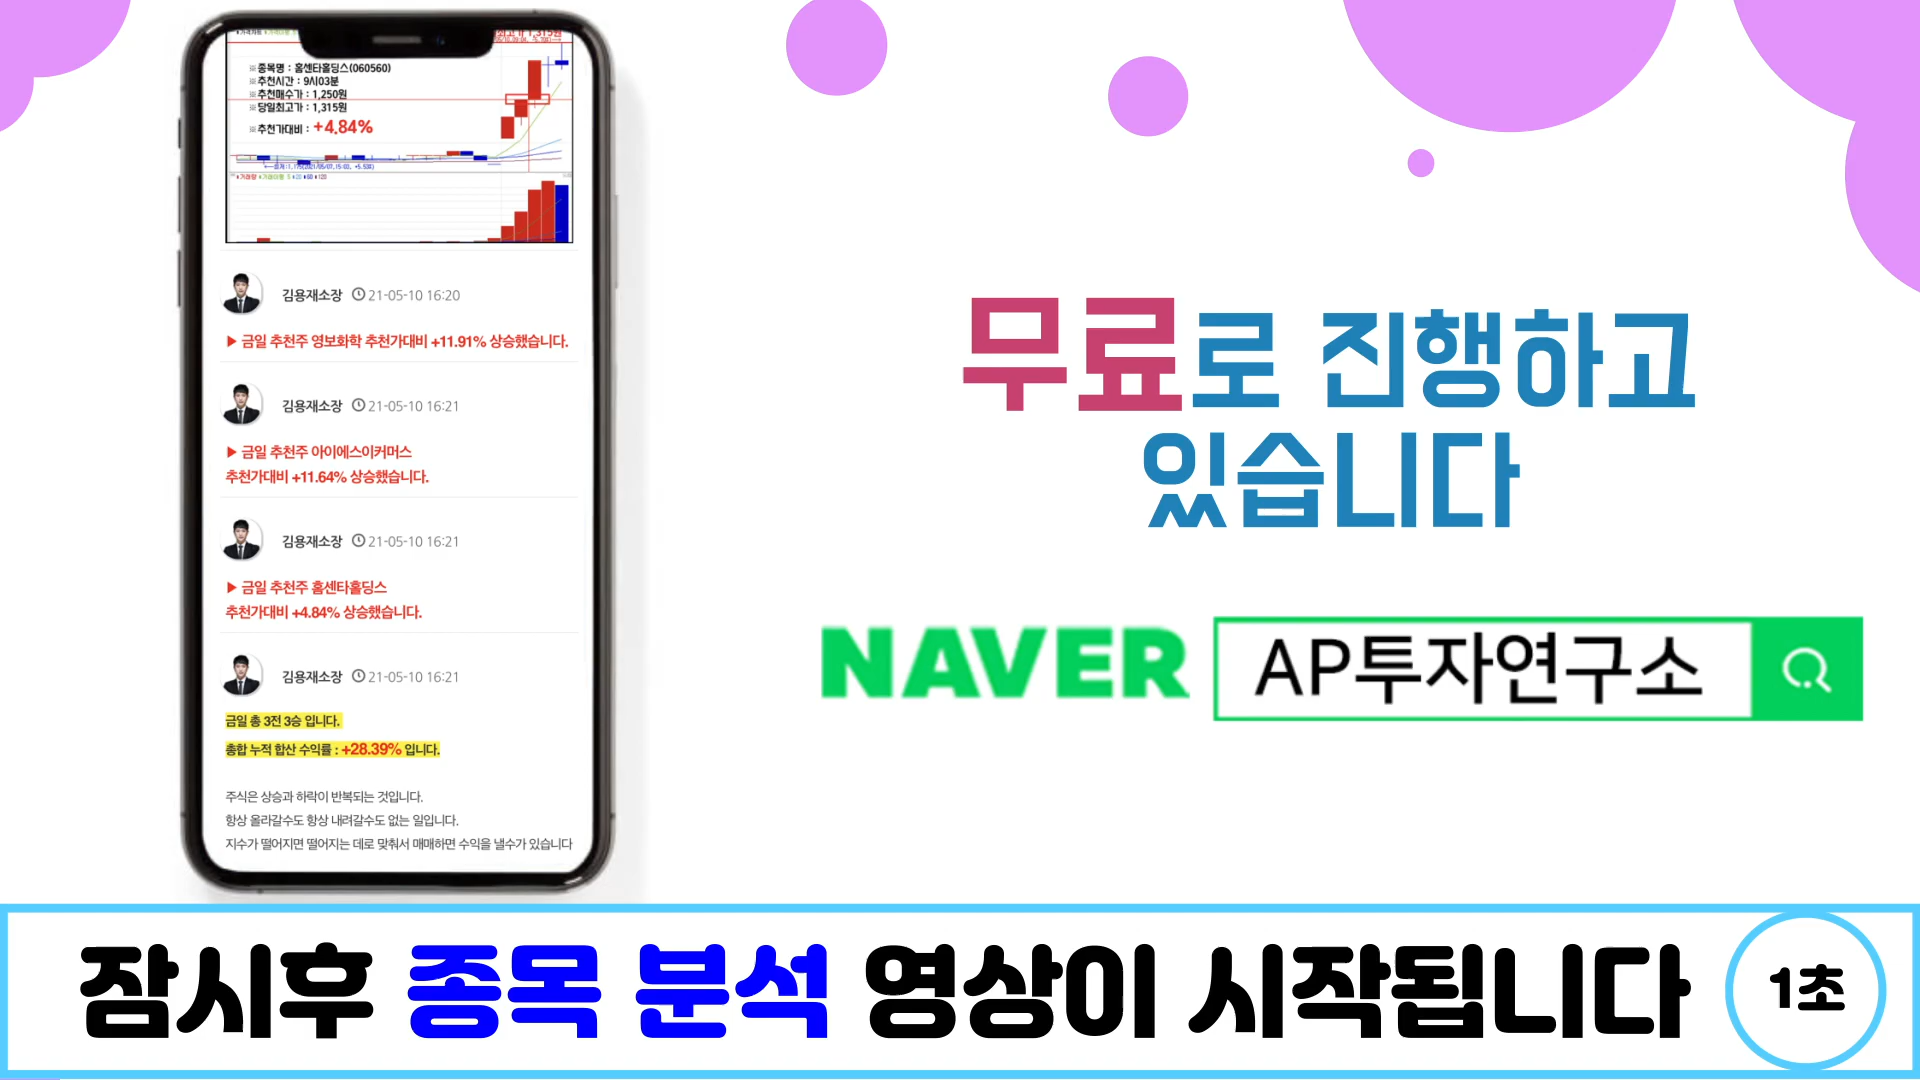 ※종목명 : 홈센타홀딩스(060560)
※추천시간 : 9시03분
※추천매수가 : 1,250원
※당일최고가 : 1,315원
※추천가대비 : +4.84%
김용재소장 21-05-10 16:20
▶ 금일 추천주 영보화학 추천가대비 +11.91% 상승했습니다.
김용재소장 21-05-10 16:21
▶ 금일 추천주 아이에스이커머스
추천가대비 +11.64% 상승했습니다.
김용재소장 21-05-10 16:21
▶ 금일 추천주 홈센타홀딩스
추천가대비 +4.84% 상승했습니다.
김용재소장 21-05-10 16:21
금일 총 3전 3승 입니다.
총합 누적 합산 수익률 : +28.39% 입니다.
주식은 상승과 하락이 반복되는 것입니다.
항상 올라갈수도 항상 내려갈수도 없는 일입니다.
지수가 떨어지면 떨어지는 데로 맞춰서 매매하면 수익을 낼수가 있습니다
무료로 진행하고
있습니다
NAVER AP투자연구소
잠시후 종목 분석 영상이 시작됩니다 1초